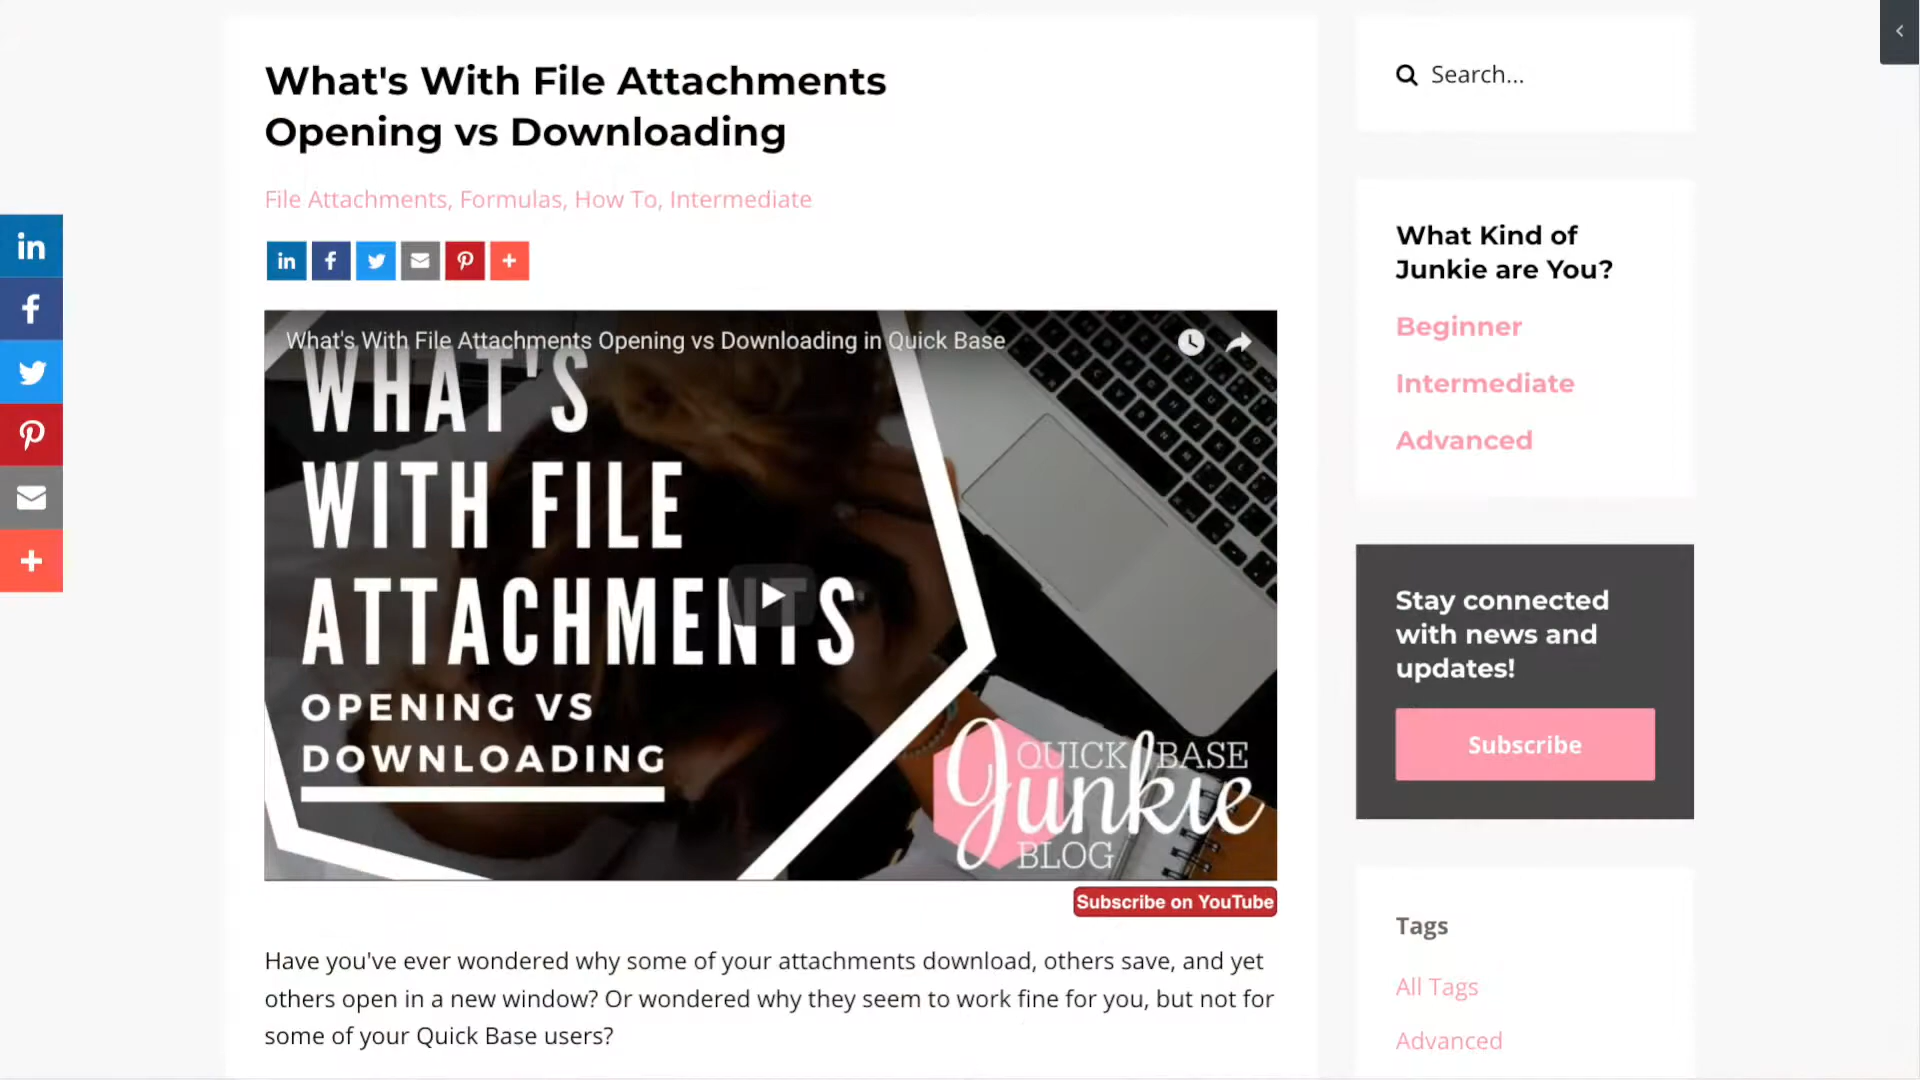 What's With File Attachments
Opening vs Downloading
File Attachments, Formulas, How To, Intermediate
What's With File Attachments Opening vs Downloading in Quick Base
WHAT'S
WITH FILE
ATTACHMENTS
OPENING VS
DOWNLOADING
QUICK BASE
Junkie
BLOG
Subscribe on YouTube
Have you've ever wondered why some of your attachments download, others save, and yet
others open in a new window? Or wondered why they seem to work fine for you, but not for
some of your Quick Base users?
Search...
What Kind of
Junkie are You?
Beginner
Intermediate
Advanced
Stay connected
with news and
updates!
Subscribe
Tags
All Tags
Advanced